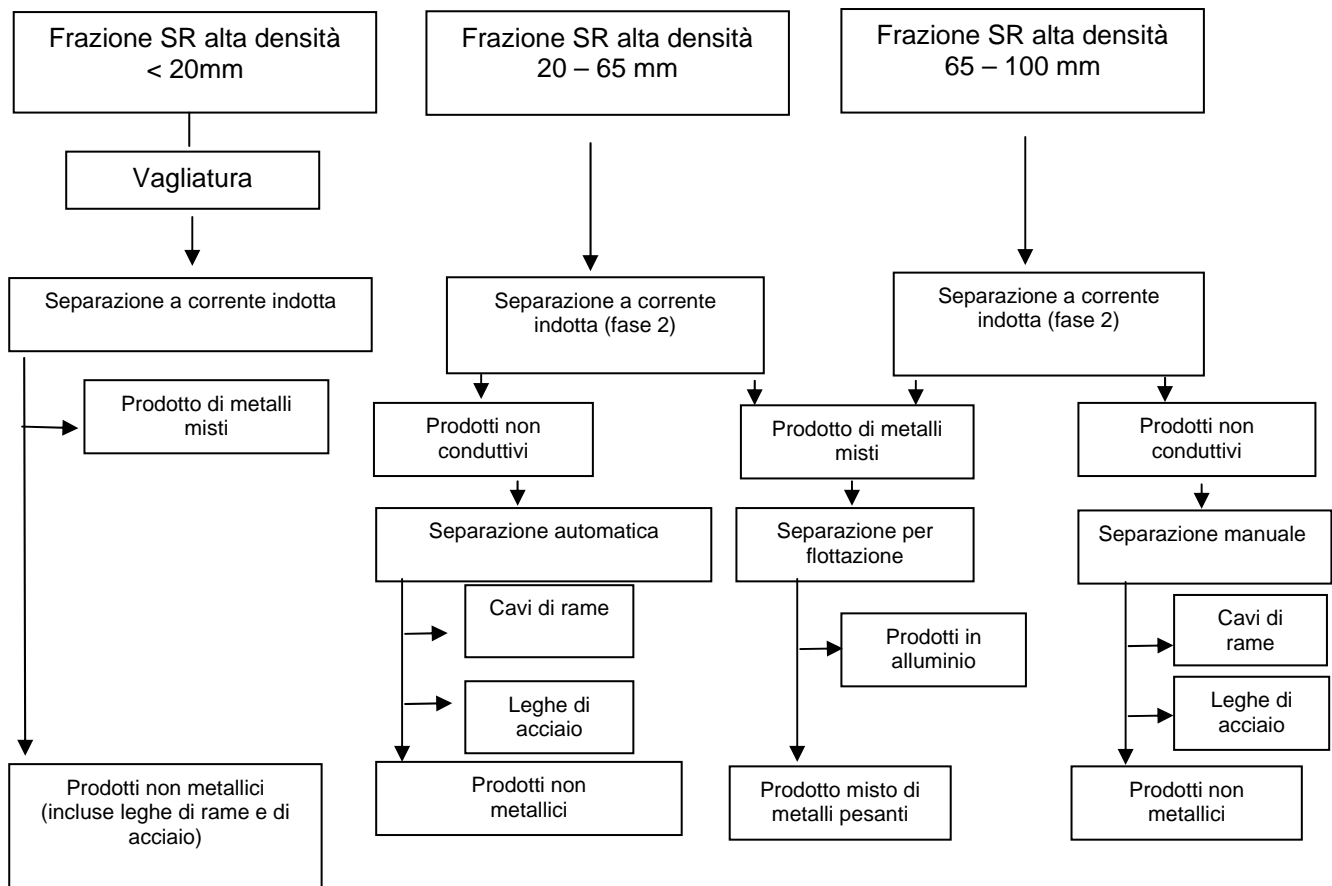 Frazione SR alta densità
< 20mm
Frazione SR alta densità
20 – 65 mm
Frazione SR alta densità
65 – 100 mm
Vagliatura
Separazione a corrente indotta
Separazione a corrente
indotta (fase 2)
Separazione a corrente
indotta (fase 2)
Prodotto di metalli
misti
Prodotti non
conduttivi
Prodotto di metalli
misti
Prodotti non
conduttivi
Separazione automatica
Separazione per
flottazione
Separazione manuale
Cavi di rame
Prodotti in
alluminio
Cavi di
rame
Leghe di
acciaio
Leghe di
acciaio
Prodotti non metallici
(incluse leghe di rame e di
acciaio)
Prodotti non
metallici
Prodotto misto di
metalli pesanti
Prodotti non
metallici